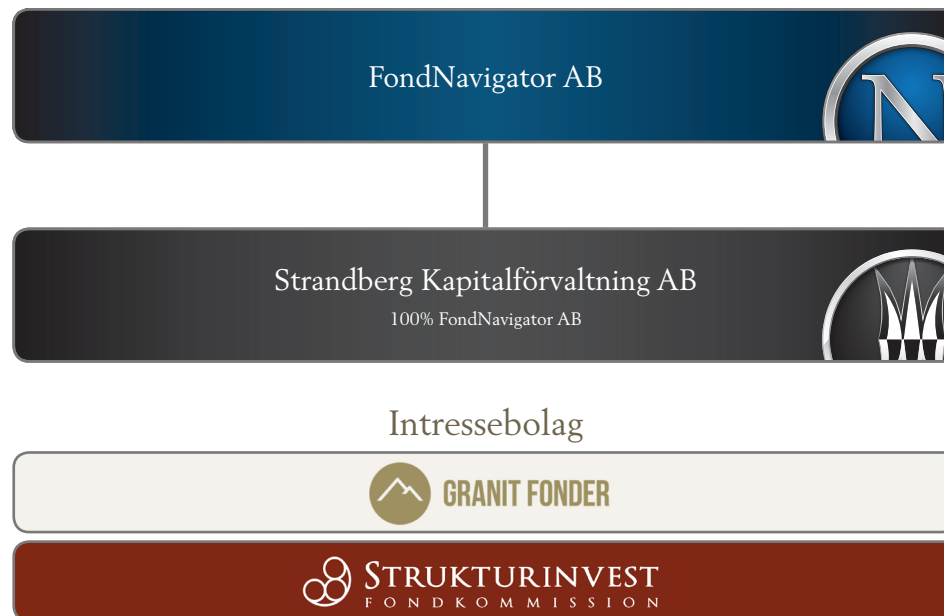 FondNavigator AB
N
Strandberg Kapitalförvaltning AB
100% FondNavigator AB
Intressebolag
GRANIT FONDER
STRUKTURINVEST
FONDKOMMISSION